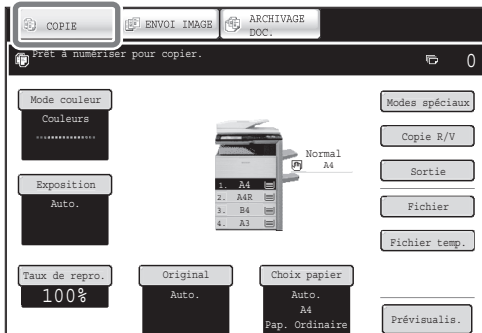 COPIE
ENVOI IMAGE
ARCHIVAGE
DOC.
Prêt à numériser pour copier.
0
Mode couleur
Couleurs
Exposition
Auto.
Taux de repro.
100%
Original
Auto.
Choix papier
Auto.
A4
Pap. Ordinaire
Normal
A4
1. A4
2. A4R
3. B4
4. A3
Modes spéciaux
Copie R/V
Sortie
Fichier
Fichier temp.
Prévisualis.